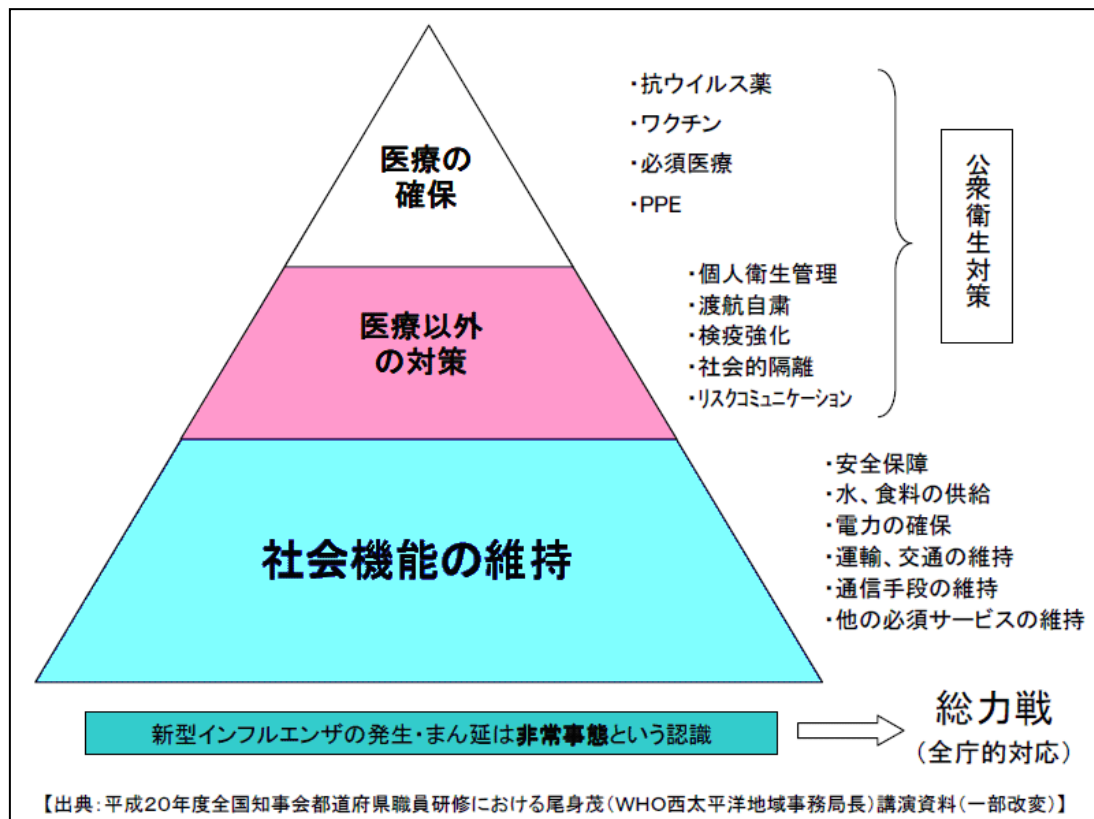 医療の
確保
・抗ウイルス薬
・ワクチン
・必須医療
・PPE
公衆衛生対策
医療以外
の対策
・個人衛生管理
・渡航自粛
・検疫強化
・社会的隔離
・リスクコミュニケーション
社会機能の維持
・安全保障
・水、食料の供給
・電力の確保
・運輸、交通の維持
・通信手段の維持
・他の必須サービスの維持
新型インフルエンザの発生・まん延は非常事態という認識
総力戦
(全庁的対応)
【出典:平成20年度全国知事会都道府県職員研修における尾身茂(WHO西太平洋地域事務局長)講演資料(一部改変)】